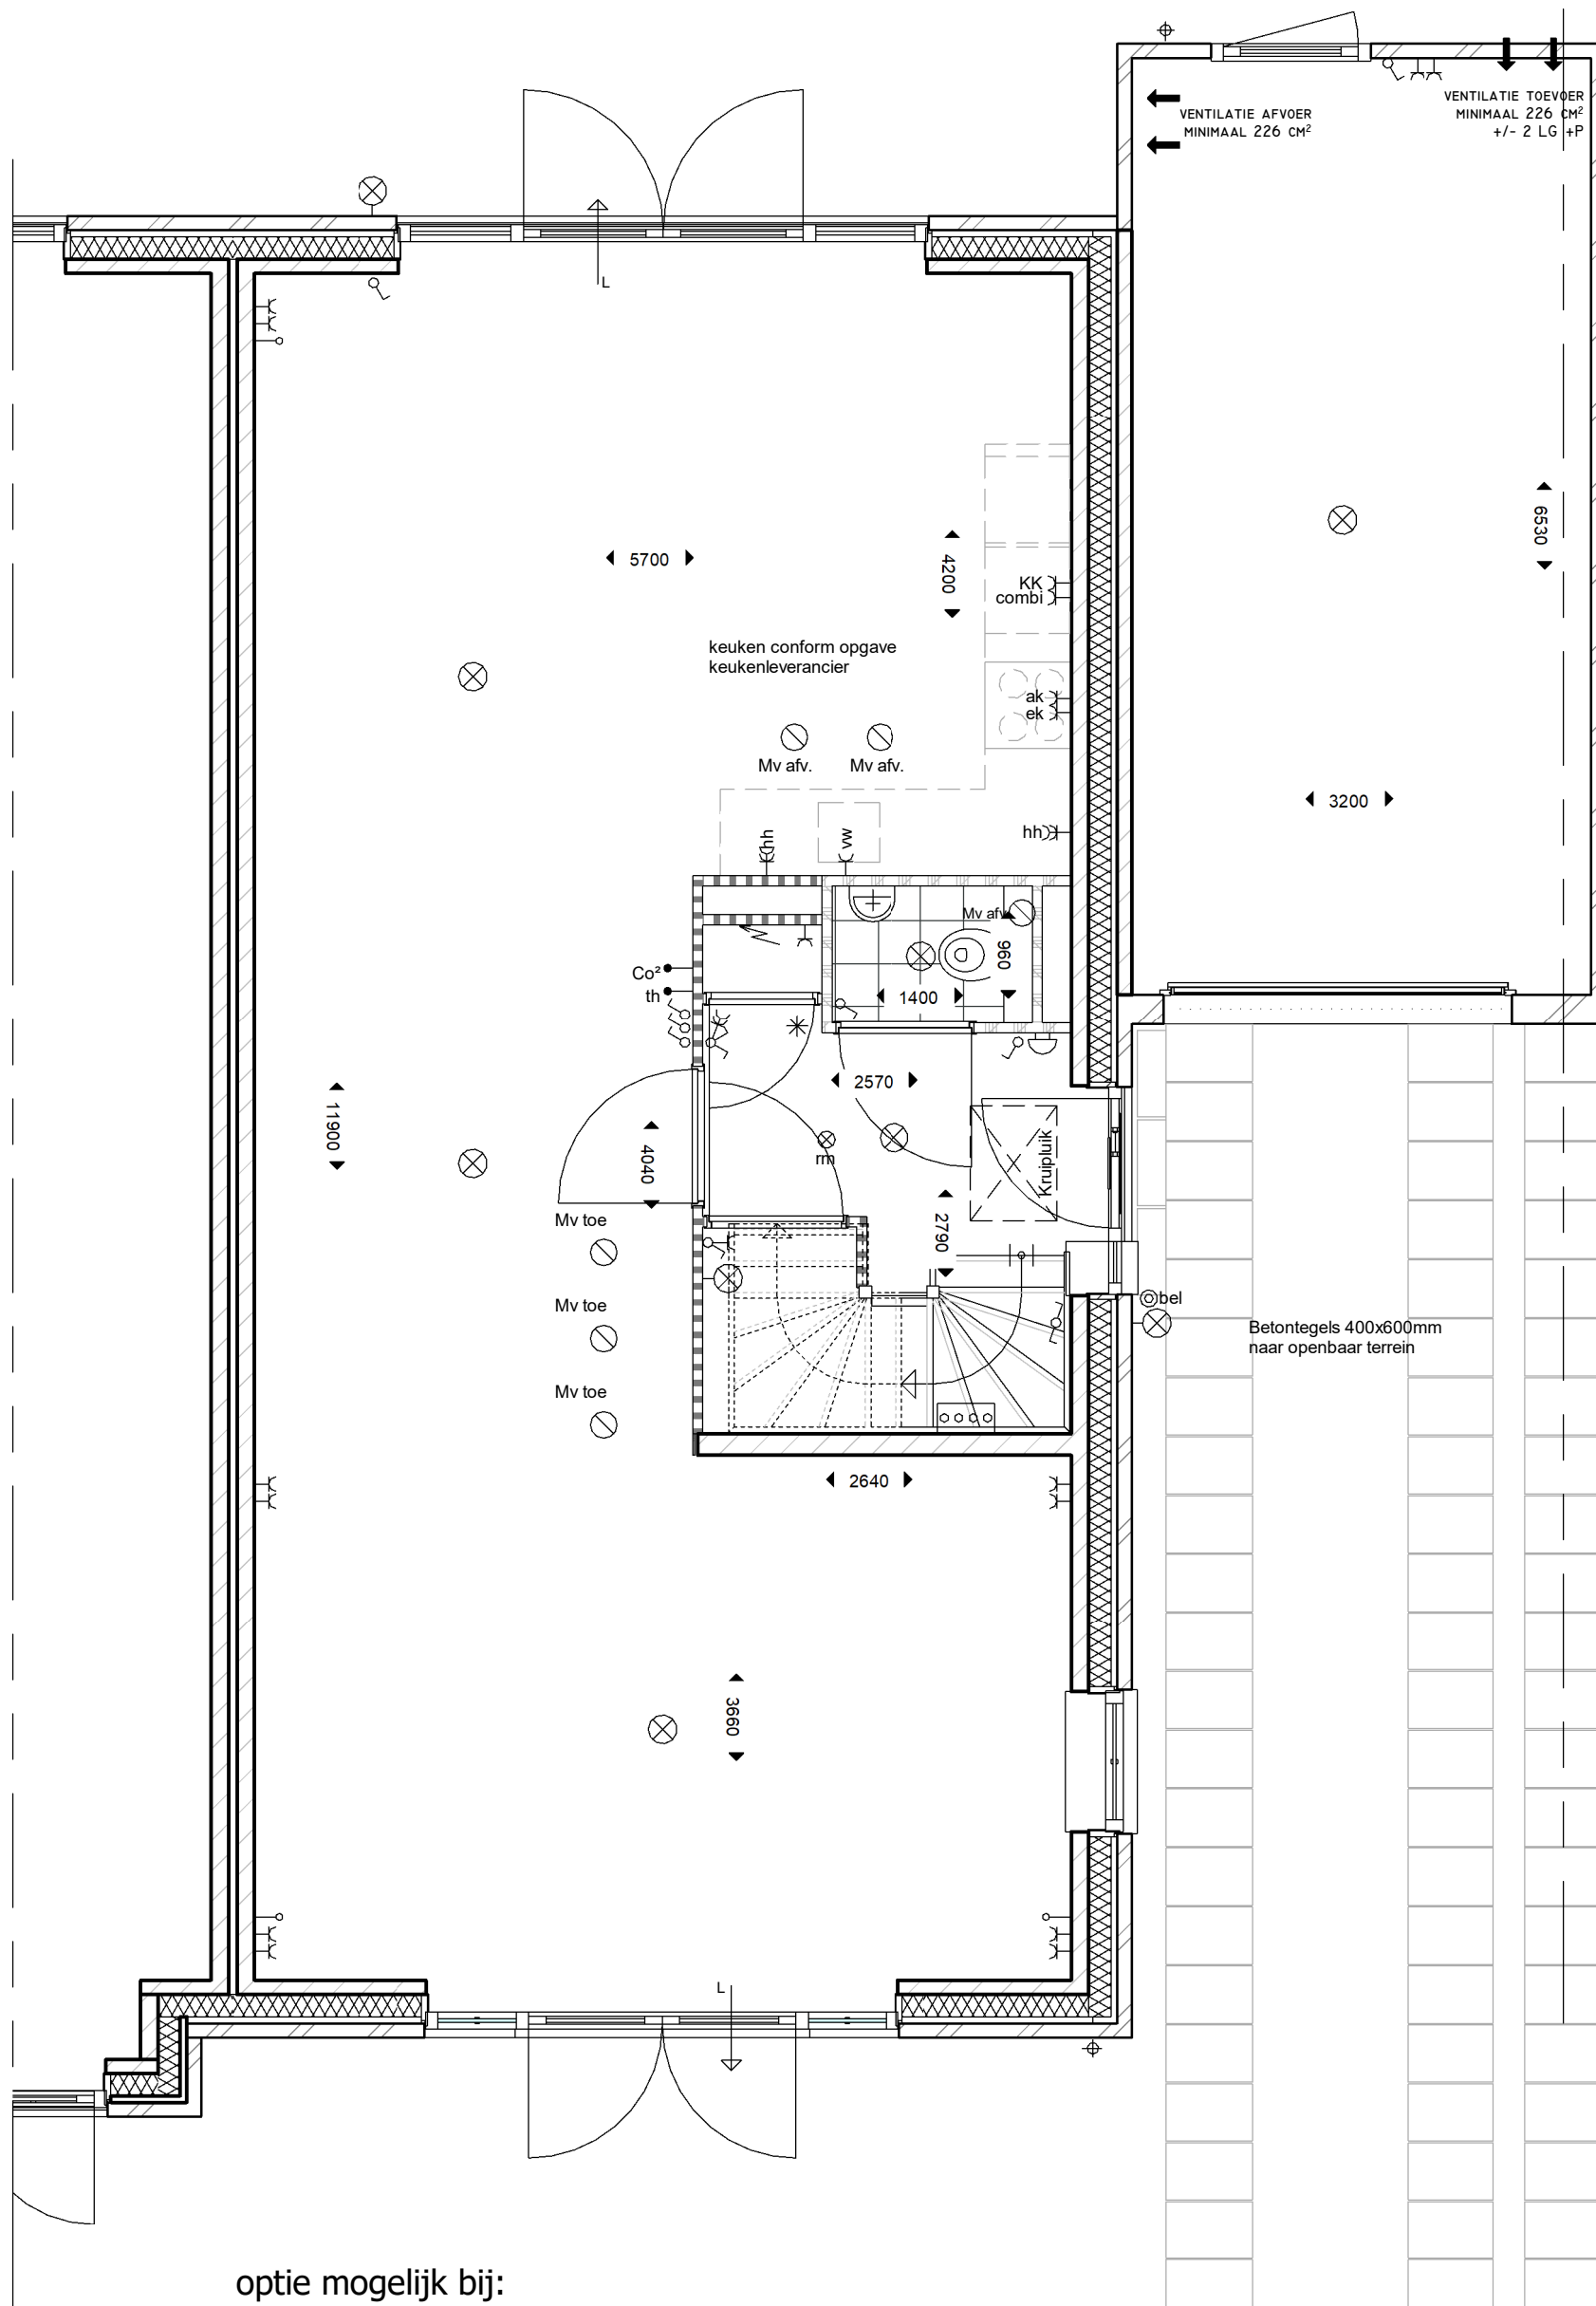 VENTILATIE AFVOER
MINIMAAL 226 CM²
VENTILATIE TOEVOER
MINIMAAL 226 CM²
+/- 2 LG +P
L
5700
4200
6530
KK
combi
keuken conform opgave
keukenleverancier
ak
ek
Mv afv.
Mv afv.
3200
hh
vw
hh
Mv afv.
960
Co²
th
1400
2570
11900
4040
rm
Kruipluik
2790
Mv toe
Mv toe
Mv toe
bel
Betontegels 400x600mm
naar openbaar terrein
2640
3660
L
optie mogelijk bij: